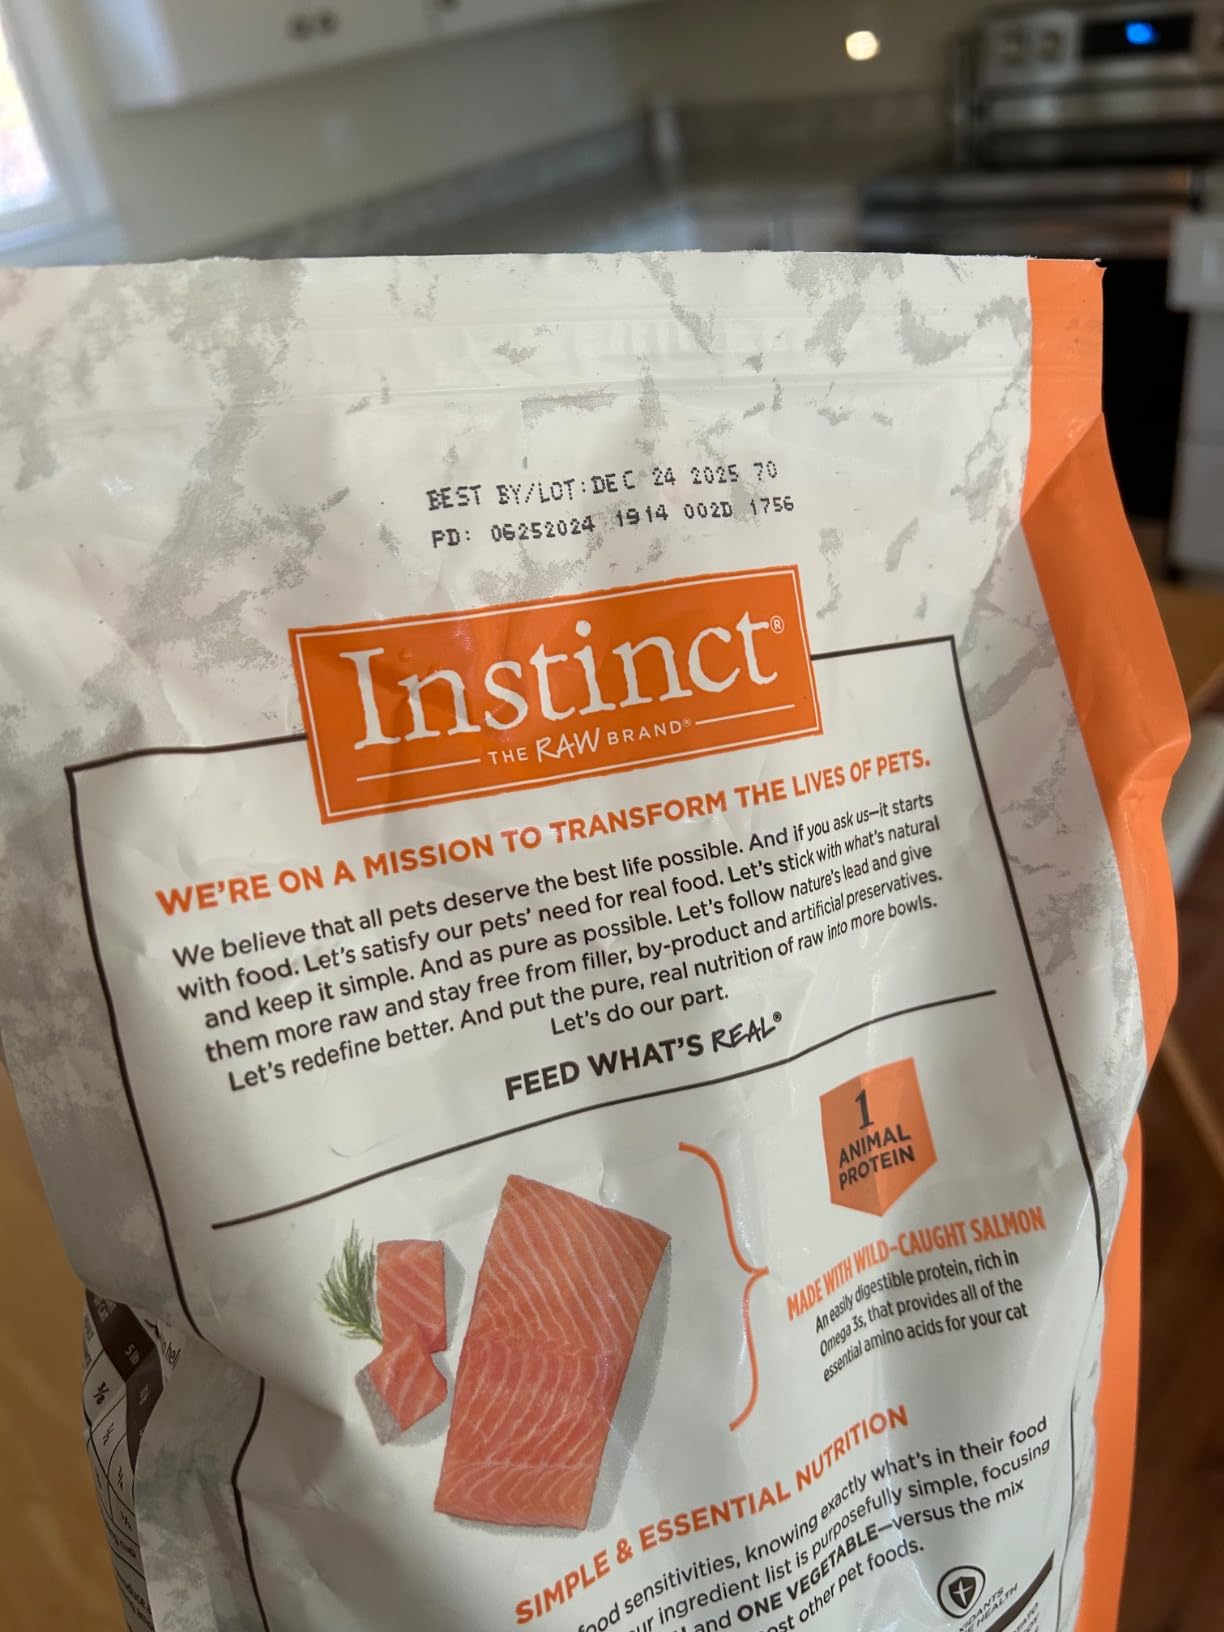 BEST BY/LOT:DEC 24 2025 70
PD: 06252024 1914 002D 1756
Instinct®
THE RAW BRAND®
WE'RE ON A MISSION TO TRANSFORM THE LIVES OF PETS.
We believe that all pets deserve the best life possible. And if you ask us—it starts
with food. Let's satisfy our pets' need for real food. Let's stick with what's natural
and keep it simple. And as pure as possible. Let's follow nature's lead and give
them more raw and stay free from filler, by-product and artificial preservatives.
Let's redefine better. And put the pure, real nutrition of raw into more bowls.
Let's do our part.
FEED WHAT'S REAL®
1
ANIMAL
PROTEIN
MADE WITH WILD-CAUGHT SALMON
An easily digestible protein, rich in
Omega 3s, that provides all of the
essential amino acids for your cat
SIMPLE & ESSENTIAL NUTRITION
food sensitivities, knowing exactly what's in their food
ingredient list is purposefully simple, focusing
and ONE VEGETABLE—versus the mix
other pet foods.
HEALTH
5 lb